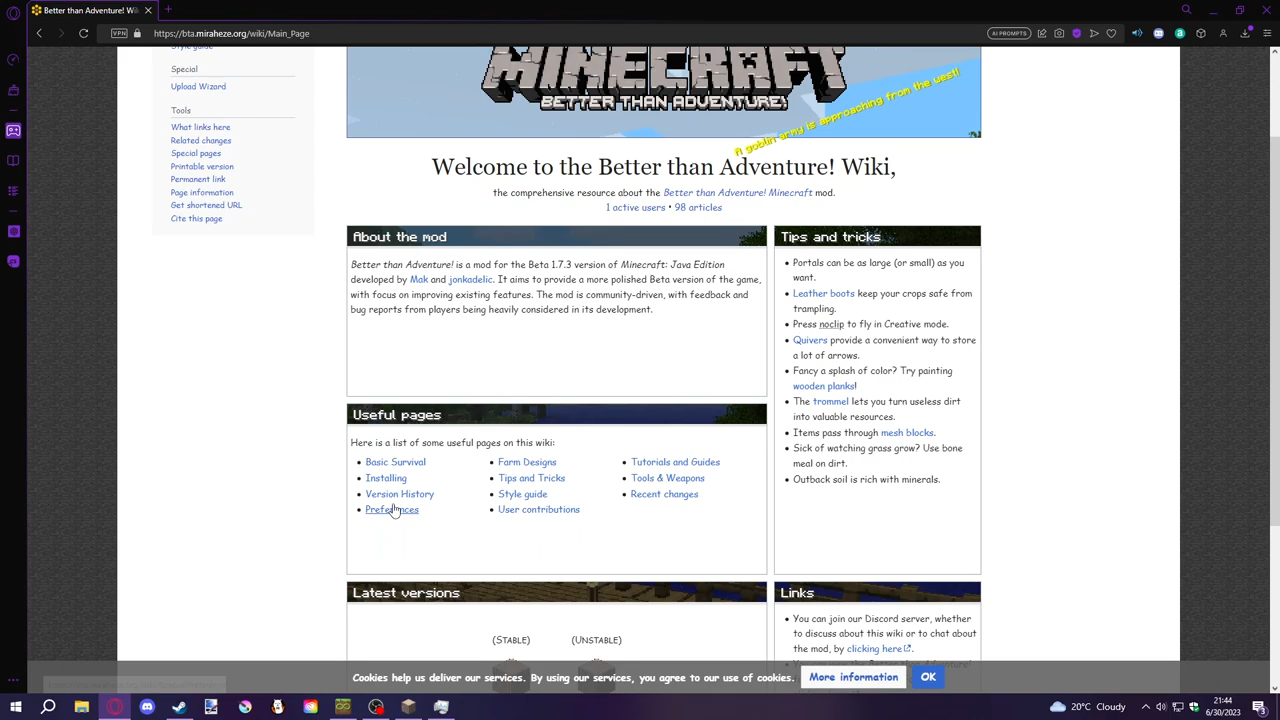 Better than Adventure! Wi
VPN
https://bta.miraheze.org/wiki/Main_Page
AI PROMPTS
Style guide
Special
Upload Wizard
Tools
What links here
Related changes
Special pages
Printable version
Permanent link
Page information
Get shortened URL
Cite this page
MINECRAFT
BETTER THAN ADVENTURE!
A goblin army is approaching from the west!
Welcome to the Better than Adventure! Wiki,
the comprehensive resource about the Better than Adventure! Minecraft mod.
1 active users • 98 articles
About the mod
Better than Adventure! is a mod for the Beta 1.7.3 version of Minecraft: Java Edition
developed by Mak and jonkadelic. It aims to provide a more polished Beta version of the game,
with focus on improving existing features. The mod is community-driven, with feedback and
bug reports from players being heavily considered in its development.
Tips and tricks
Portals can be as large (or small) as you
want.
Leather boots keep your crops safe from
trampling.
Press noclip to fly in Creative mode.
Quivers provide a convenient way to store
a lot of arrows.
Fancy a splash of color? Try painting
wooden planks!
The trommel lets you turn useless dirt
into valuable resources.
Items pass through mesh blocks.
Sick of watching grass grow? Use bone
meal on dirt.
Outback soil is rich with minerals.
Useful pages
Here is a list of some useful pages on this wiki:
Basic Survival
Installing
Version History
Preferences
Farm Designs
Tips and Tricks
Style guide
User contributions
Tutorials and Guides
Tools & Weapons
Recent changes
Latest versions
(STABLE)
(UNSTABLE)
Links
You can join our Discord server, whether
to discuss about this wiki or to chat about
the mod, by clicking here.
Cookies help us deliver our services. By using our services, you agree to our use of cookies.
More information
OK
20°C Cloudy
21:44
6/30/2023
3